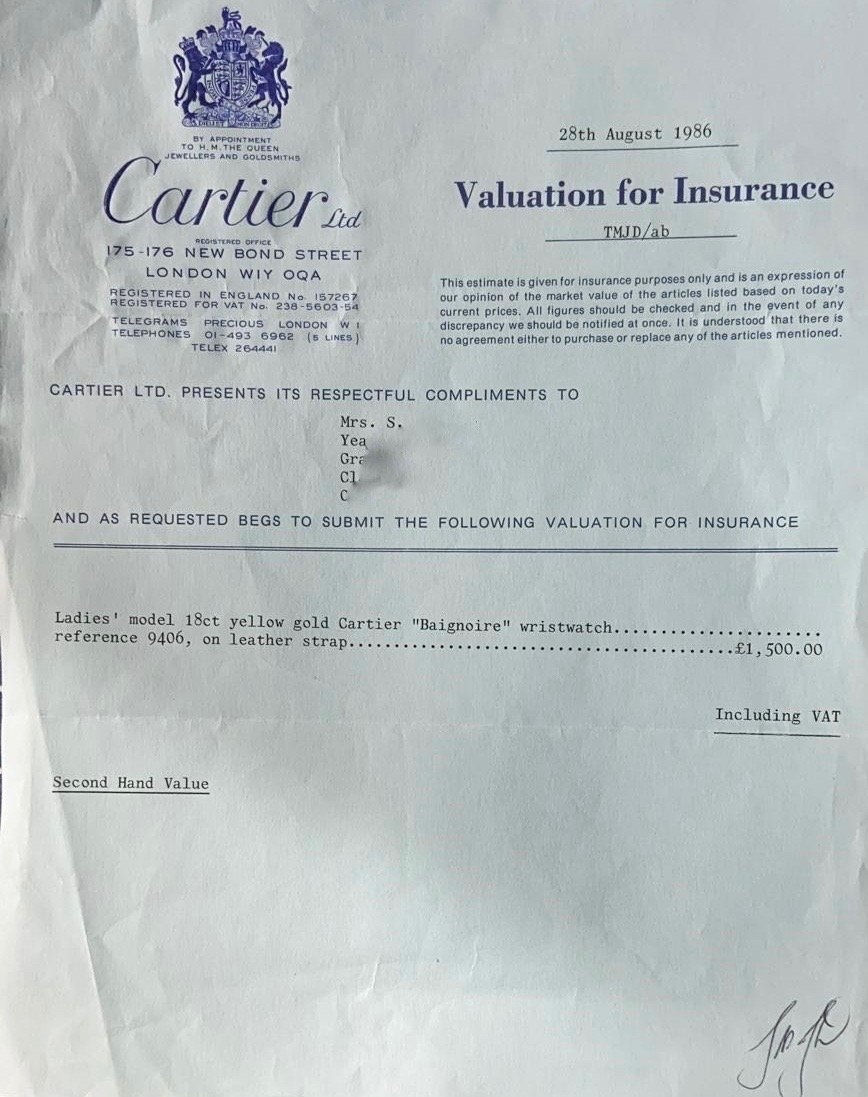 BY APPOINTMENT
TO H.M. THE QUEEN
JEWELLERS AND GOLDSMITHS
Cartier Ltd
REGISTERED OFFICE
175-176 NEW BOND STREET
LONDON W1Y 0QA
REGISTERED IN ENGLAND No. 157267
REGISTERED FOR VAT No. 238-5603-54
TELEGRAMS PRECIOUS LONDON W 1
TELEPHONES 01-493 6962 (5 LINES)
TELEX 264441
28th August 1986
Valuation for Insurance
TMJD/ab
This estimate is given for insurance purposes only and is an expression of
our opinion of the market value of the articles listed based on today's
current prices. All figures should be checked and in the event of any
discrepancy we should be notified at once. It is understood that there is
no agreement either to purchase or replace any of the articles mentioned.
CARTIER LTD. PRESENTS ITS RESPECTFUL COMPLIMENTS TO
Mrs. S.
AND AS REQUESTED BEGS TO SUBMIT THE FOLLOWING VALUATION FOR INSURANCE
Ladies' model 18ct yellow gold Cartier "Baignoire" wristwatch.......................
reference 9406, on leather strap...........................................£1,500.00
Including VAT
Second Hand Value